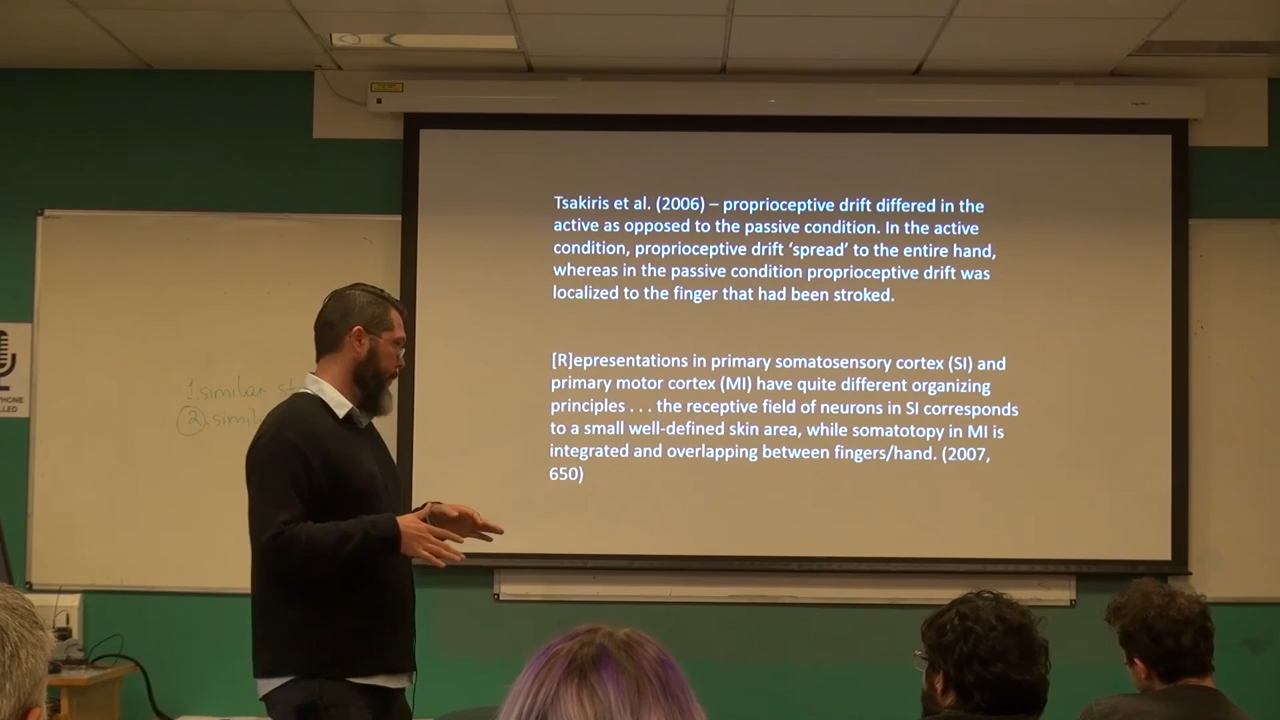 Tsakiris et al. (2006) – proprioceptive drift differed in the
active as opposed to the passive condition. In the active
condition, proprioceptive drift ‘spread’ to the entire hand,
whereas in the passive condition proprioceptive drift was
localized to the finger that had been stroked.
[R]epresentations in primary somatosensory cortex (SI) and
primary motor cortex (MI) have quite different organizing
principles . . . the receptive field of neurons in SI corresponds
to a small well-defined skin area, while somatotopy in MI is
integrated and overlapping between fingers/hand. (2007,
650)
1. similar
2. simil
PHONE
LLED